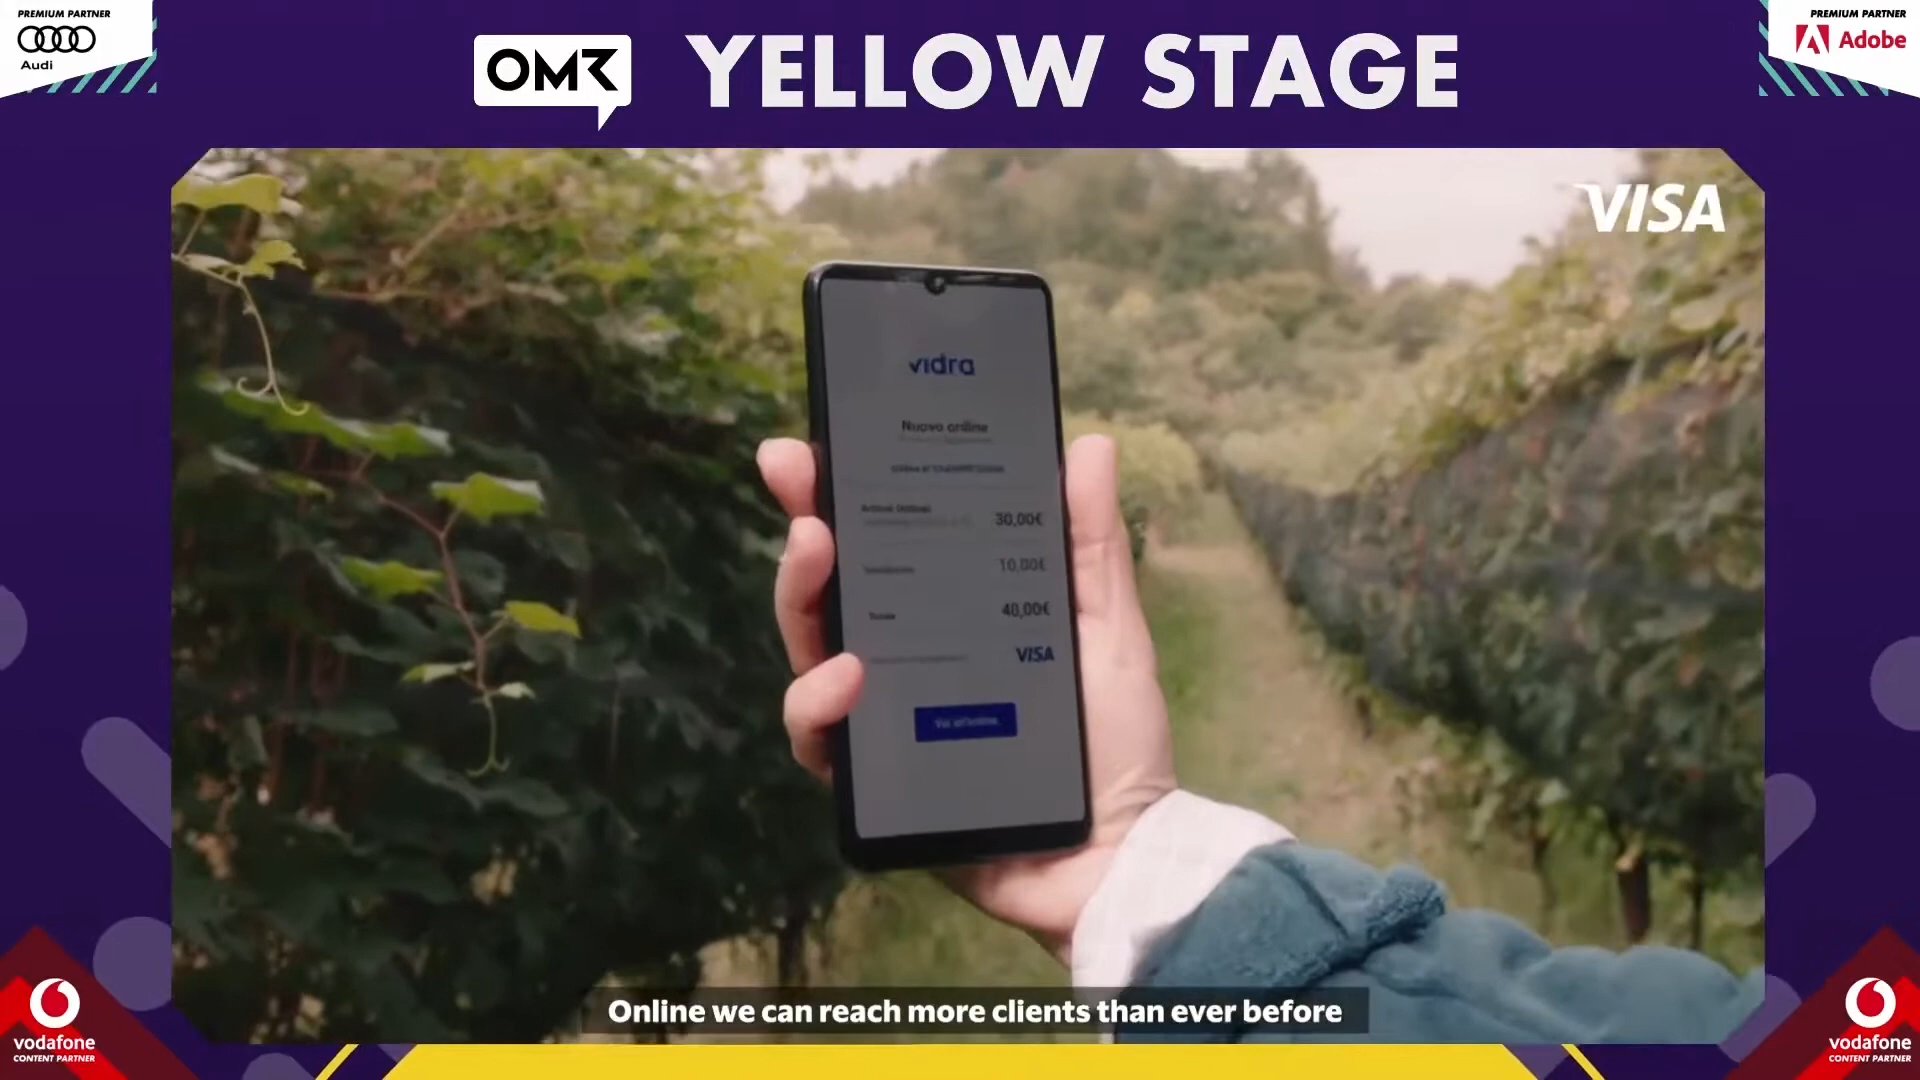 PREMIUM PARTNER
Audi
OMR YELLOW STAGE
PREMIUM PARTNER
Adobe
VISA
vidra
Nuovo online
30,00€
10,00€
40,00€
VISA
Online we can reach more clients than ever before
vodafone
CONTENT PARTNER
vodafone
CONTENT PARTNER